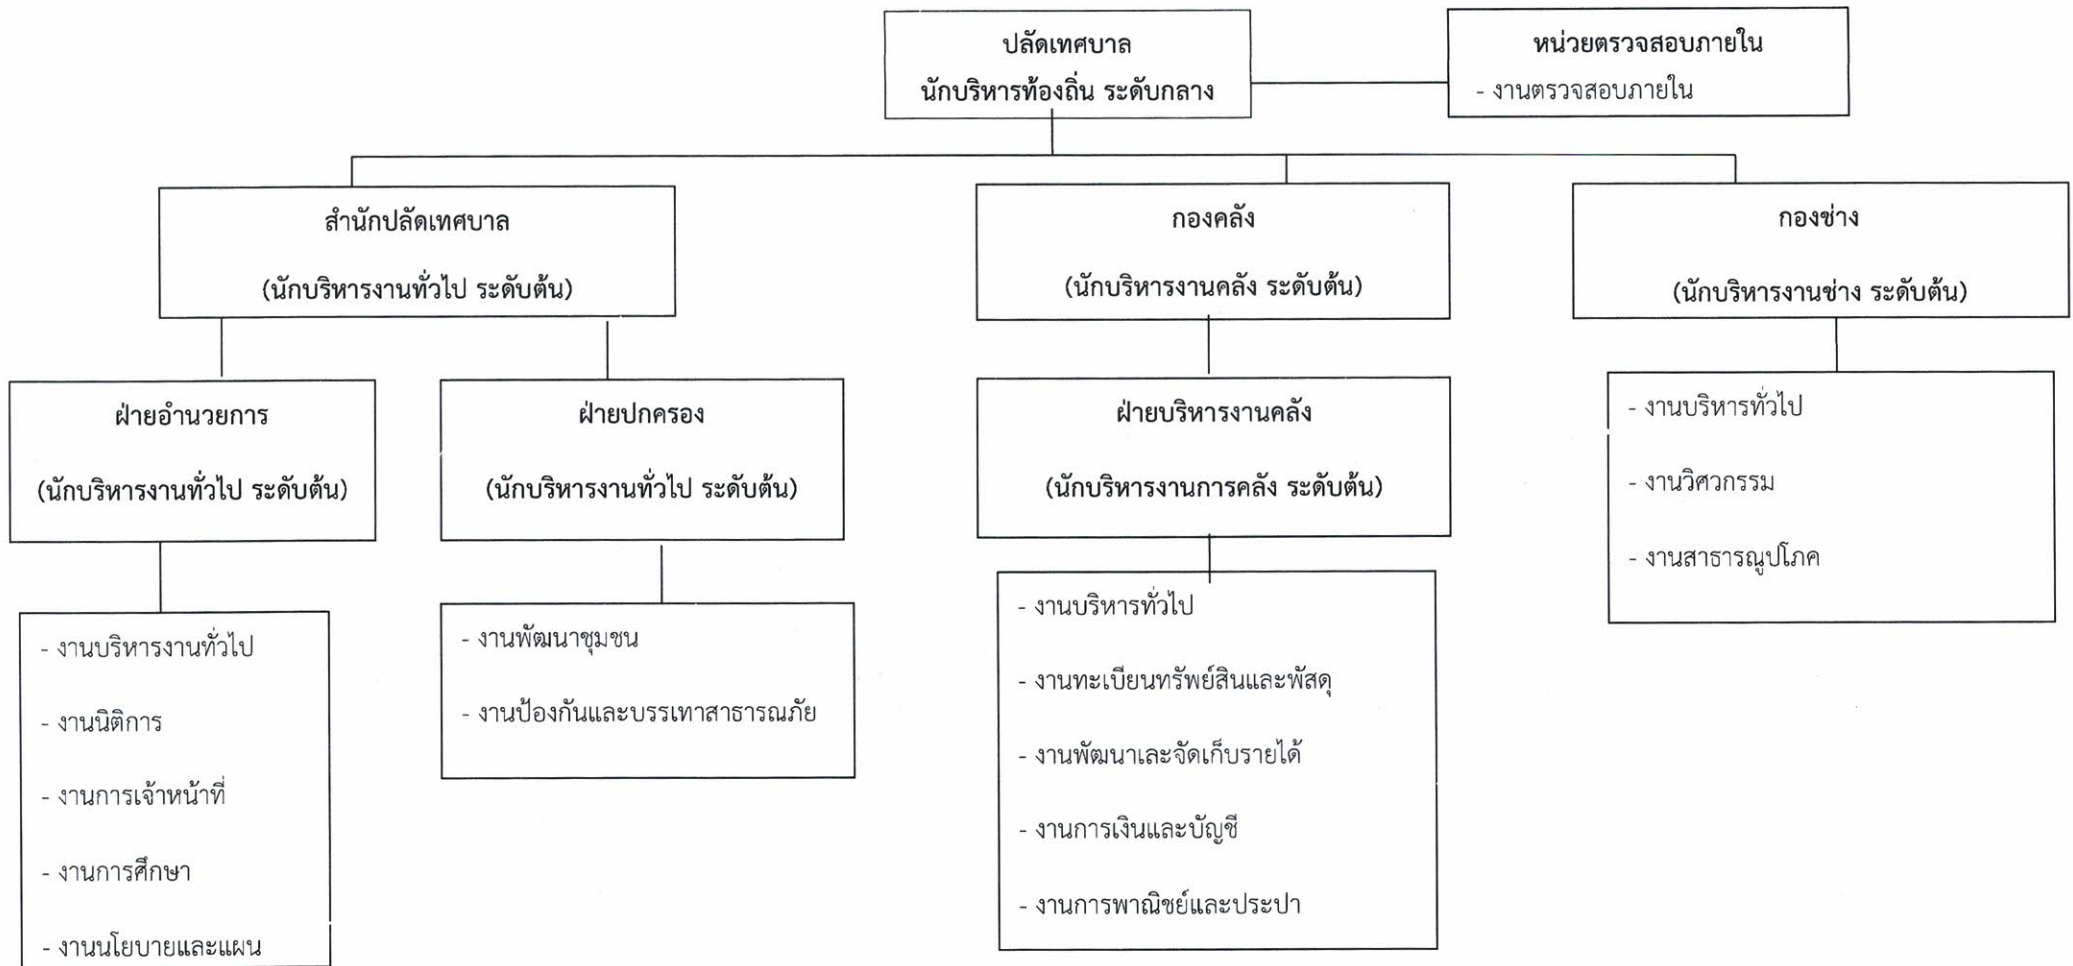 ปลัดเทศบาล
นักบริหารท้องถิ่น ระดับกลาง
หน่วยตรวจสอบภายใน
- งานตรวจสอบภายใน
สำนักปลัดเทศบาล
(นักบริหารงานทั่วไป ระดับต้น)
กองคลัง
(นักบริหารงานคลัง ระดับต้น)
กองช่าง
(นักบริหารงานช่าง ระดับต้น)
ฝ่ายอำนวยการ
(นักบริหารงานทั่วไป ระดับต้น)
ฝ่ายปกครอง
(นักบริหารงานทั่วไป ระดับต้น)
ฝ่ายบริหารงานคลัง
(นักบริหารงานการคลัง ระดับต้น)
- งานบริหารทั่วไป
- งานวิศวกรรม
- งานสาธารณูปโภค
- งานบริหารงานทั่วไป
- งานนิติการ
- งานการเจ้าหน้าที่
- งานการศึกษา
- งานนโยบายและแผน
- งานพัฒนาชุมชน
- งานป้องกันและบรรเทาสาธารณภัย
- งานบริหารทั่วไป
- งานทะเบียนทรัพย์สินและพัสดุ
- งานพัฒนาเละจัดเก็บรายได้
- งานการเงินและบัญชี
- งานการพาณิชย์และประปา